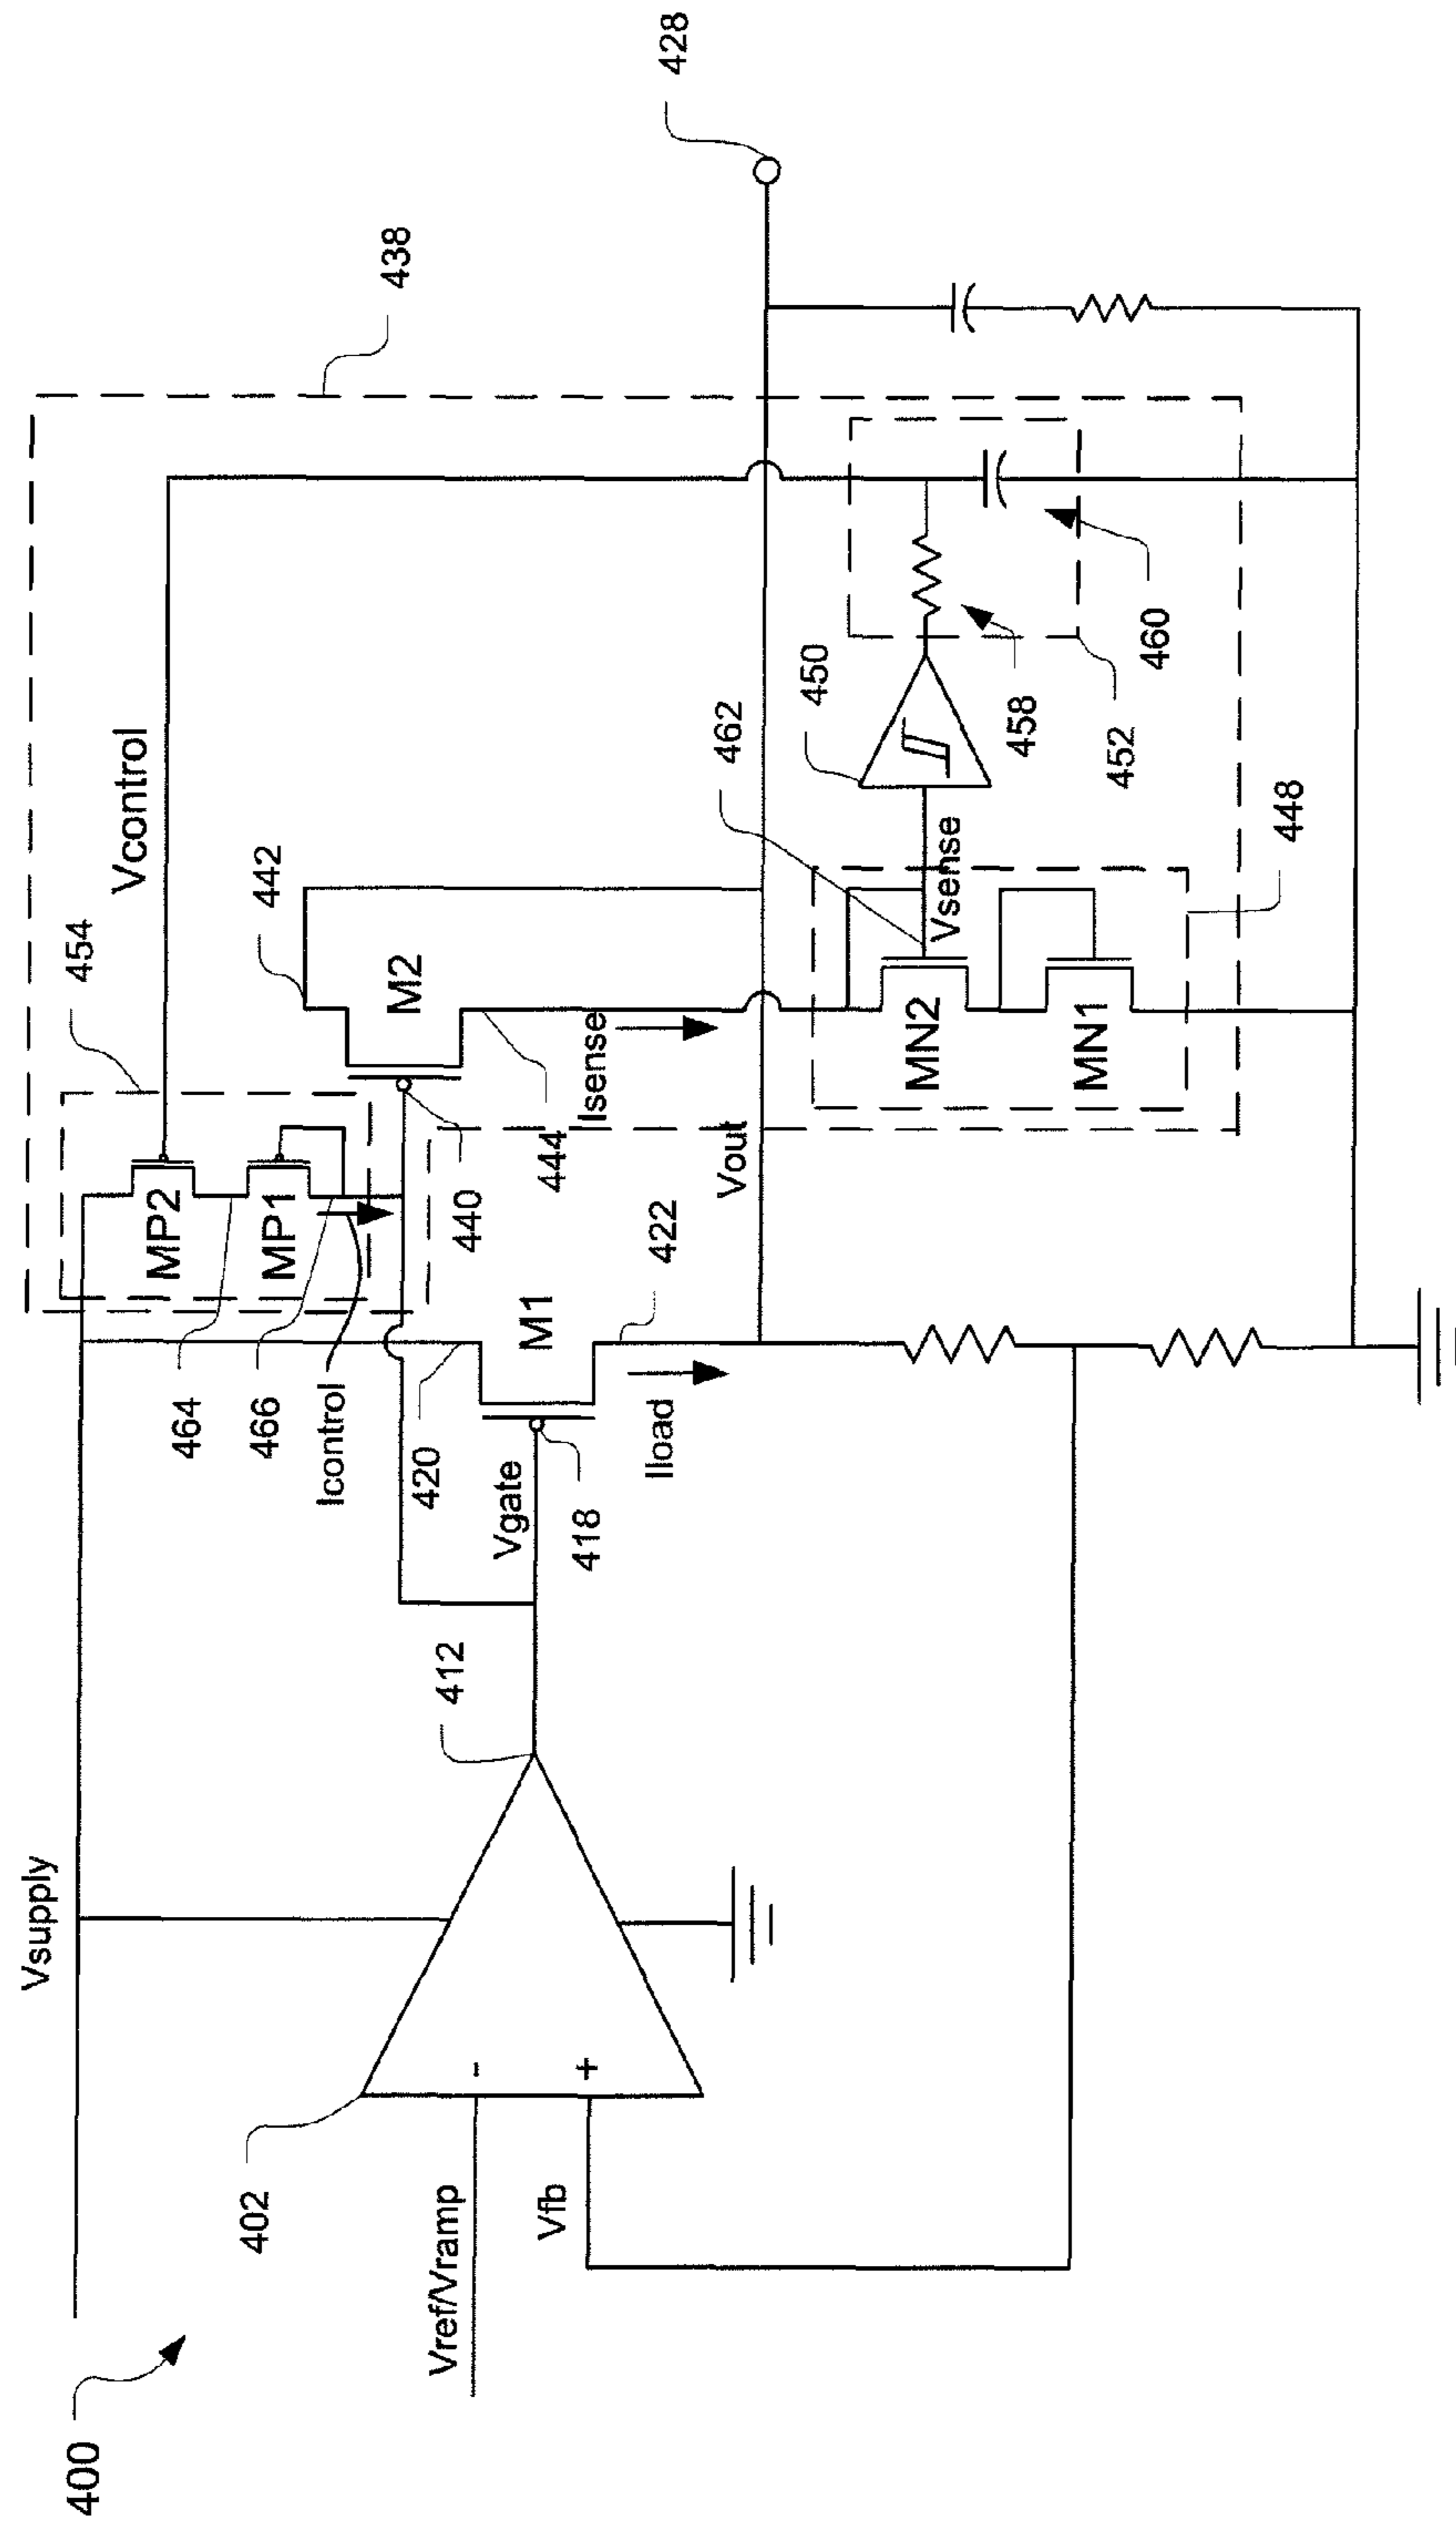 400
Vsupply
402
Vref/Vramp
-
+
Vfb
412
Vgate
418
420
422
M1
Iload
Vout
464
466
Icontrol
454
MP2
MP1
Vcontrol
440
442
444
M2
Isense
438
428
462
Vsense
MN2
MN1
448
450
458
452
460